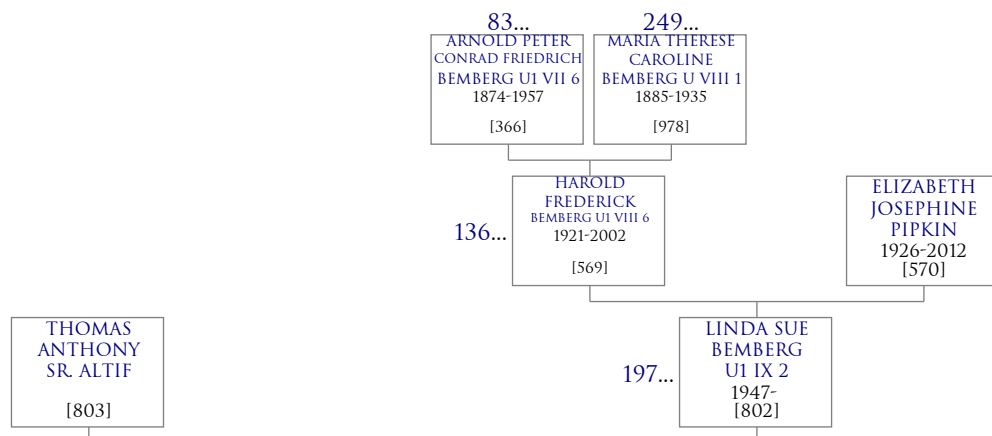 83...
249...
ARNOLD PETER
CONRAD FRIEDRICH
BEMBERG U1 VII 6
1874-1957
[366]
MARIA THERESE
CAROLINE
BEMBERG U VIII 1
1885-1935
[978]
136...
HAROLD
FREDERICK
BEMBERG U1 VIII 6
1921-2002
[569]
ELIZABETH
JOSEPHINE
PIPKIN
1926-2012
[570]
THOMAS
ANTHONY
SR. ALTIF
[803]
197...
LINDA SUE
BEMBERG
U1 IX 2
1947-
[802]